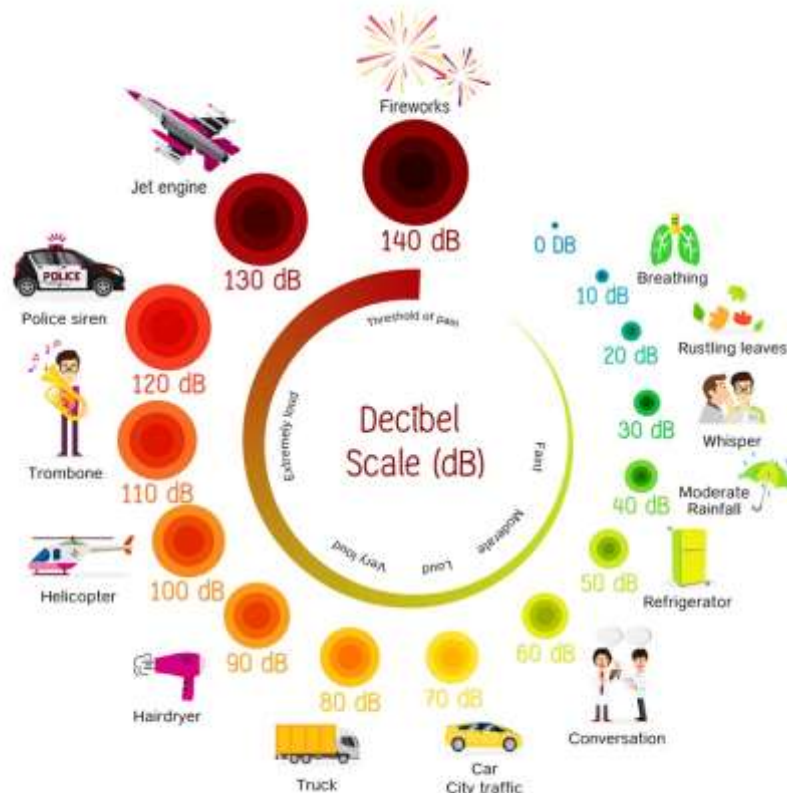 Fireworks
140 dB
Jet engine
130 dB
POLICE
Police siren
120 dB
Trombone
110 dB
Helicopter
100 dB
Hairdryer
90 dB
Truck
80 dB
Car
City traffic
70 dB
Conversation
60 dB
Refrigerator
50 dB
Moderate
Rainfall
40 dB
Whisper
30 dB
Rustling leaves
20 dB
Breathing
10 dB
0 DB
Threshold of pain
Extremely loud
Very loud
Loud
Moderate
Faint
Decibel
Scale (dB)